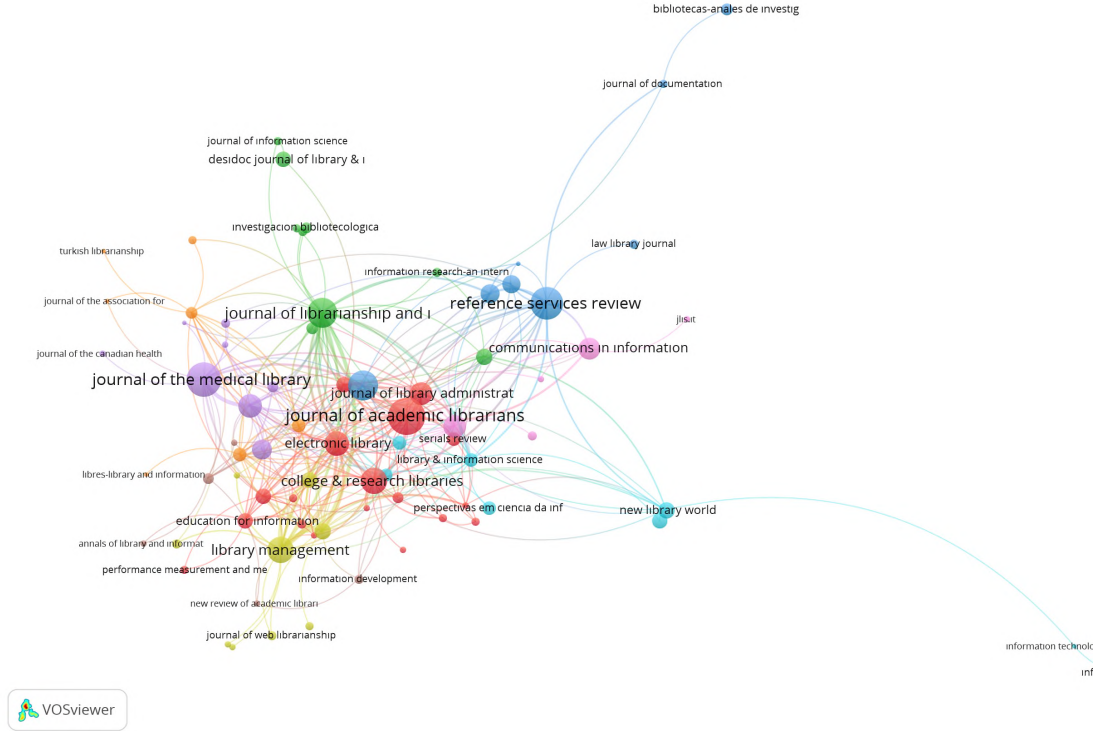 bibliotecas-anales de investig
journal of documentation
journal of information science
desidoc journal of library & i
investigacion bibliotecologica
law library journal
turkish librarianship
information research-an intern
journal of the association for
reference services review
journal of librarianship and i
jlisit
communications in information
journal of the canadian health
journal of the medical library
journal of library administrat
journal of academic librarians
serials review
electronic library
library & information science
libres-library and information
college & research libraries
perspectivas em ciencia da inf
new library world
education for information
annals of library and informat
library management
performance measurement and me
information development
new review of academic librari
journal of web librarianship
information technolo
inf
VOSviewer